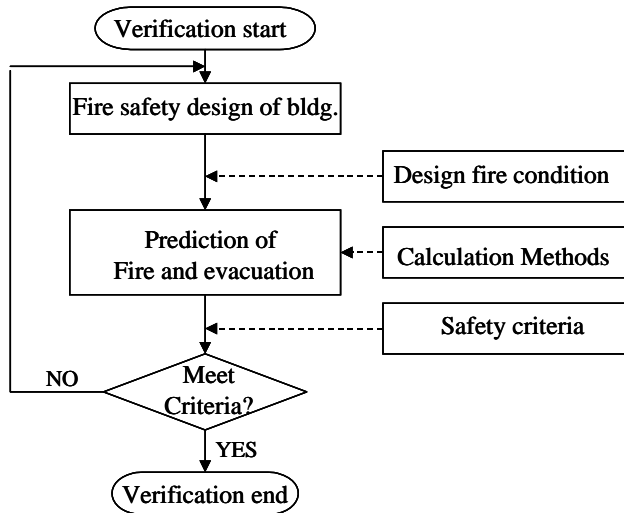 Verification start
Fire safety design of bldg.
Design fire condition
Prediction of
Fire and evacuation
Calculation Methods
Safety criteria
Meet
Criteria?
NO
YES
Verification end